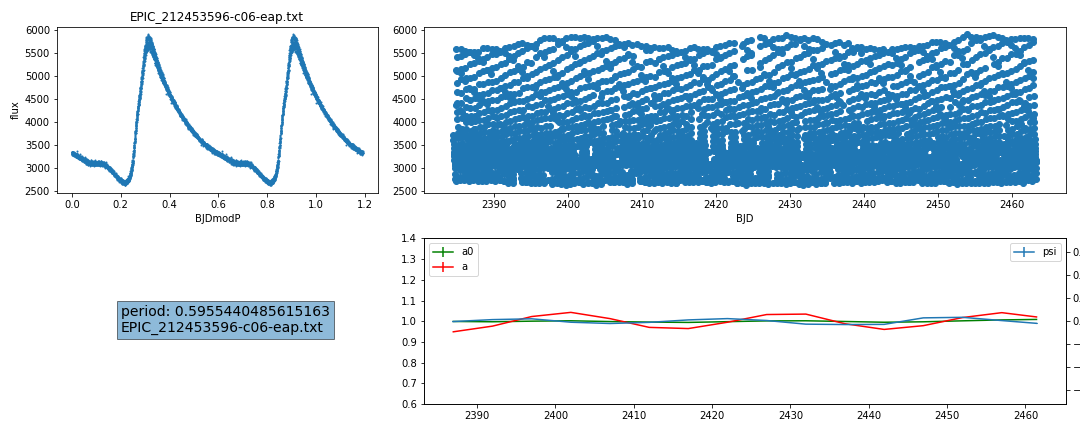 EPIC_212453596-c06-eap.txt
6000
5500
5000
4500
4000
3500
3000
2500
flux
0.0 0.2 0.4 0.6 0.8 1.0 1.2
BJDmodP
6000
5500
5000
4500
4000
3500
3000
2500
2390 2400 2410 2420 2430 2440 2450 2460
BJD
period: 0.5955440485615163
EPIC_212453596-c06-eap.txt
1.4
1.3
1.2
1.1
1.0
0.9
0.8
0.7
0.6
a0
a
psi
2390 2400 2410 2420 2430 2440 2450 2460